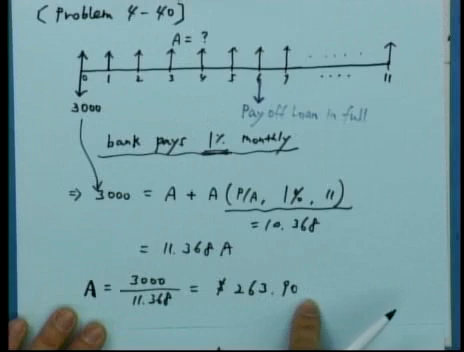 (Problem 4-40]
A = ?
0 1 2 3 4 5 6 7 ..... .... 11
3000
Pay off Loan in full
bank pays 1% monthly
⇒ 3000 = A + A (P/A, 1%, 11)
= 10.368
= 11.368 A
A = 3000 / 11.368 = $ 263.90